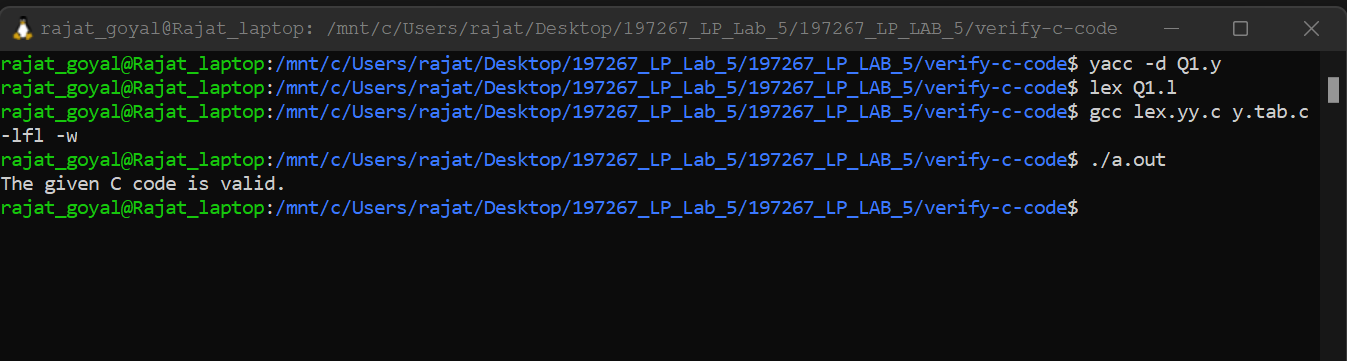 rajat_goyal@Rajat_laptop: /mnt/c/Users/rajat/Desktop/197267_LP_Lab_5/197267_LP_LAB_5/verify-c-code
rajat_goyal@Rajat_laptop:/mnt/c/Users/rajat/Desktop/197267_LP_Lab_5/197267_LP_LAB_5/verify-c-code$ yacc -d Q1.y
rajat_goyal@Rajat_laptop:/mnt/c/Users/rajat/Desktop/197267_LP_Lab_5/197267_LP_LAB_5/verify-c-code$ lex Q1.l
rajat_goyal@Rajat_laptop:/mnt/c/Users/rajat/Desktop/197267_LP_Lab_5/197267_LP_LAB_5/verify-c-code$ gcc lex.yy.c y.tab.c
-lfl -w
rajat_goyal@Rajat_laptop:/mnt/c/Users/rajat/Desktop/197267_LP_Lab_5/197267_LP_LAB_5/verify-c-code$ ./a.out
The given C code is valid.
rajat_goyal@Rajat_laptop:/mnt/c/Users/rajat/Desktop/197267_LP_Lab_5/197267_LP_LAB_5/verify-c-code$